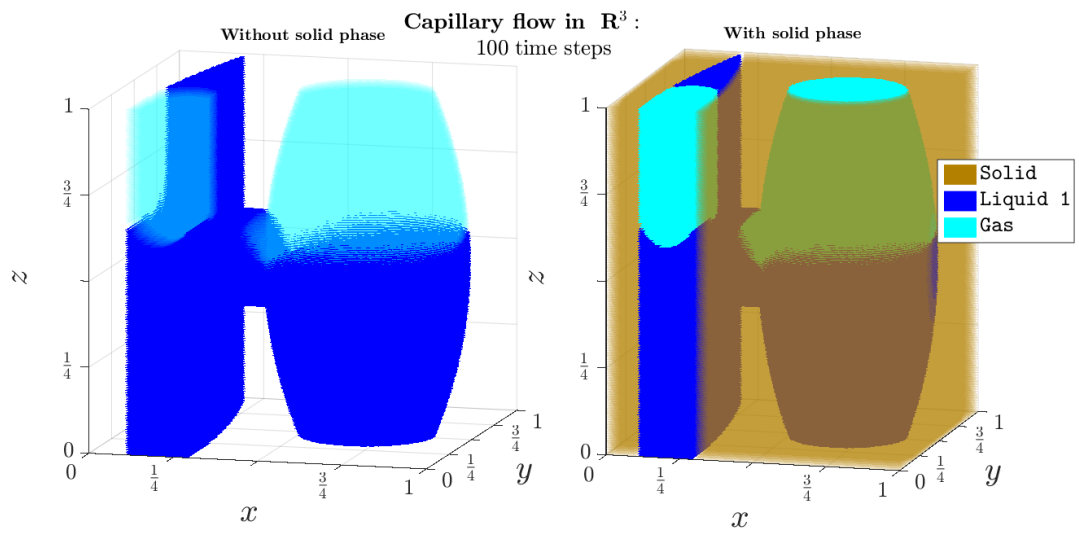 Capillary flow in R³ :
100 time steps
Without solid phase
1
3/4
1/4
0
z
0
1/4
3/4
1
x
0
1/4
3/4
1
y
With solid phase
1
3/4
1/4
0
z
0
1/4
3/4
1
x
0
1/4
3/4
1
y
Solid
Liquid 1
Gas